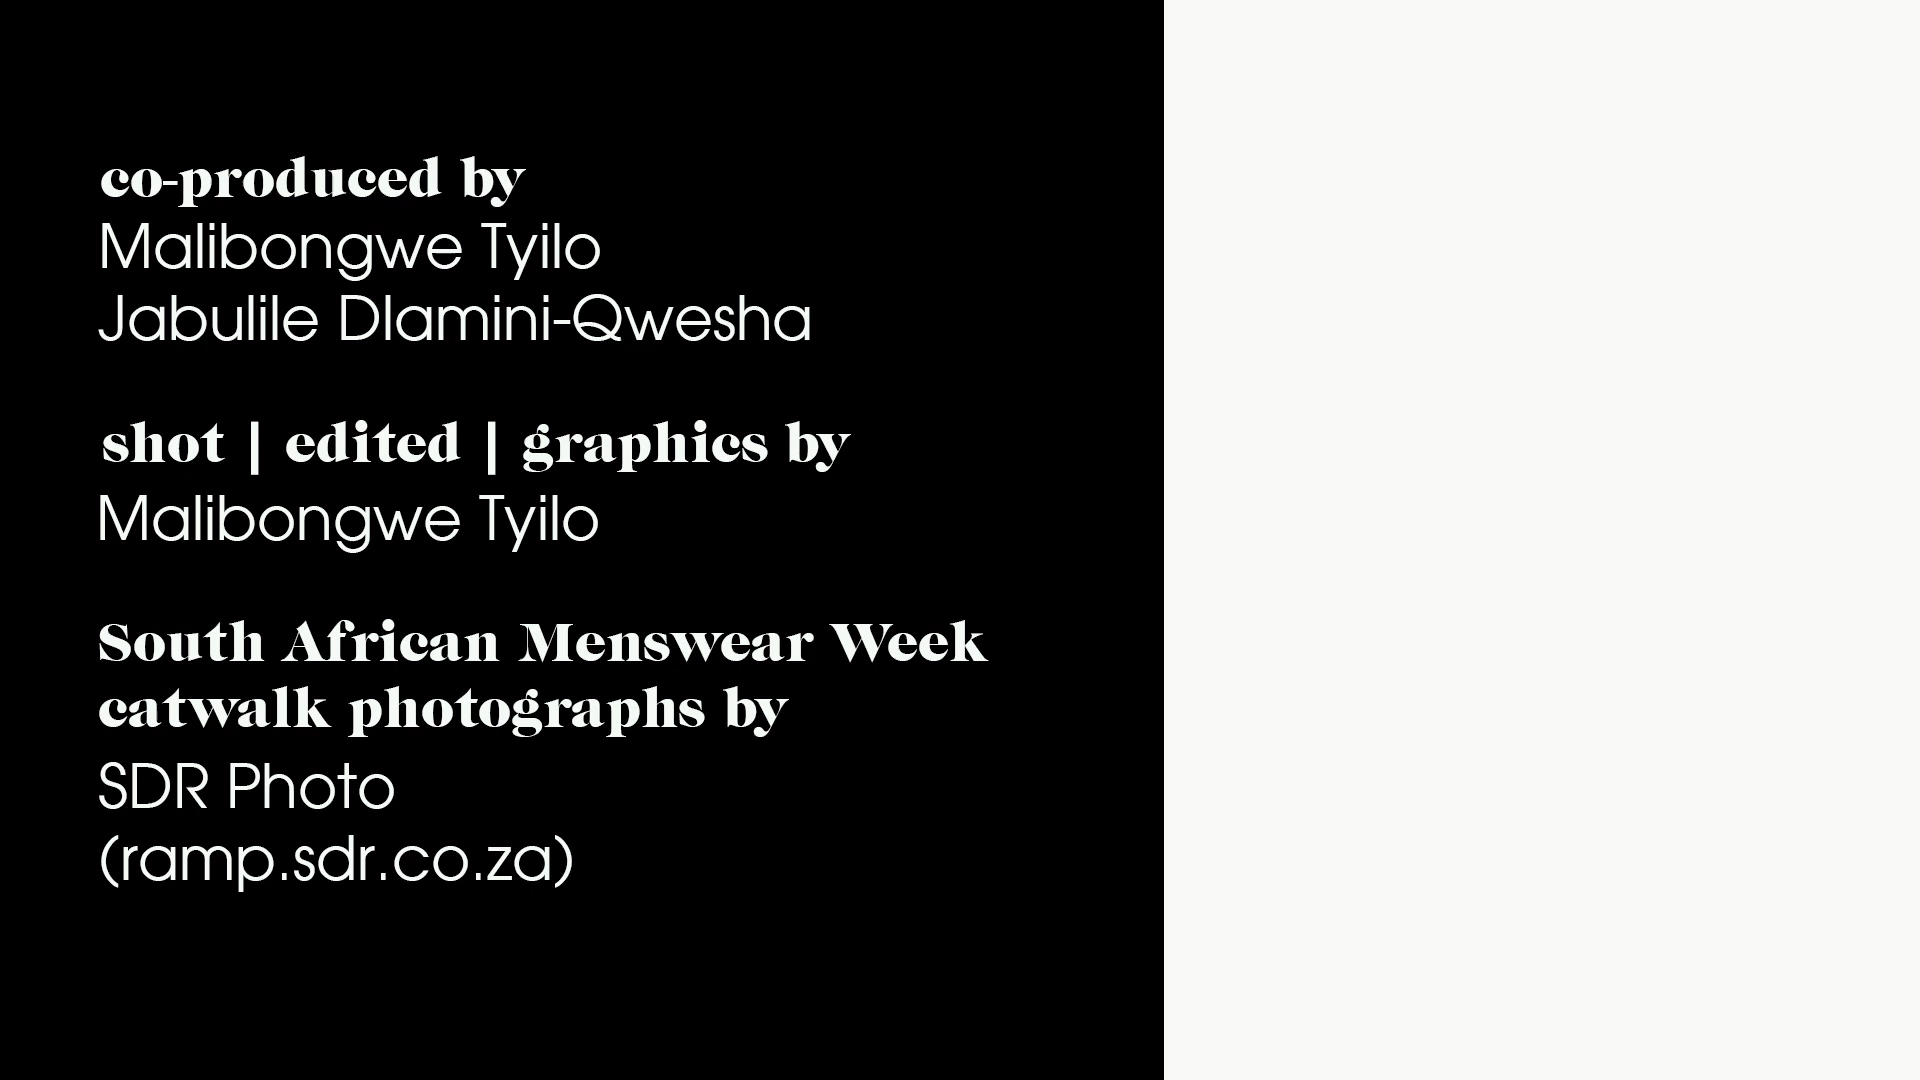 co-produced by
Malibongwe Tyilo
Jabulile Dlamini-Qwesha
shot | edited | graphics by
Malibongwe Tyilo
South African Menswear Week
catwalk photographs by
SDR Photo
(ramp.sdr.co.za)